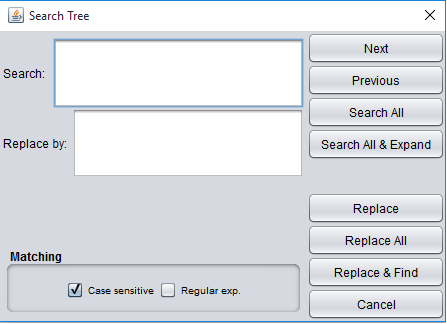 Search Tree
Search:
Next
Previous
Search All
Replace by:
Search All & Expand
Replace
Replace All
Matching
Replace & Find
Case sensitive Regular exp.
Cancel